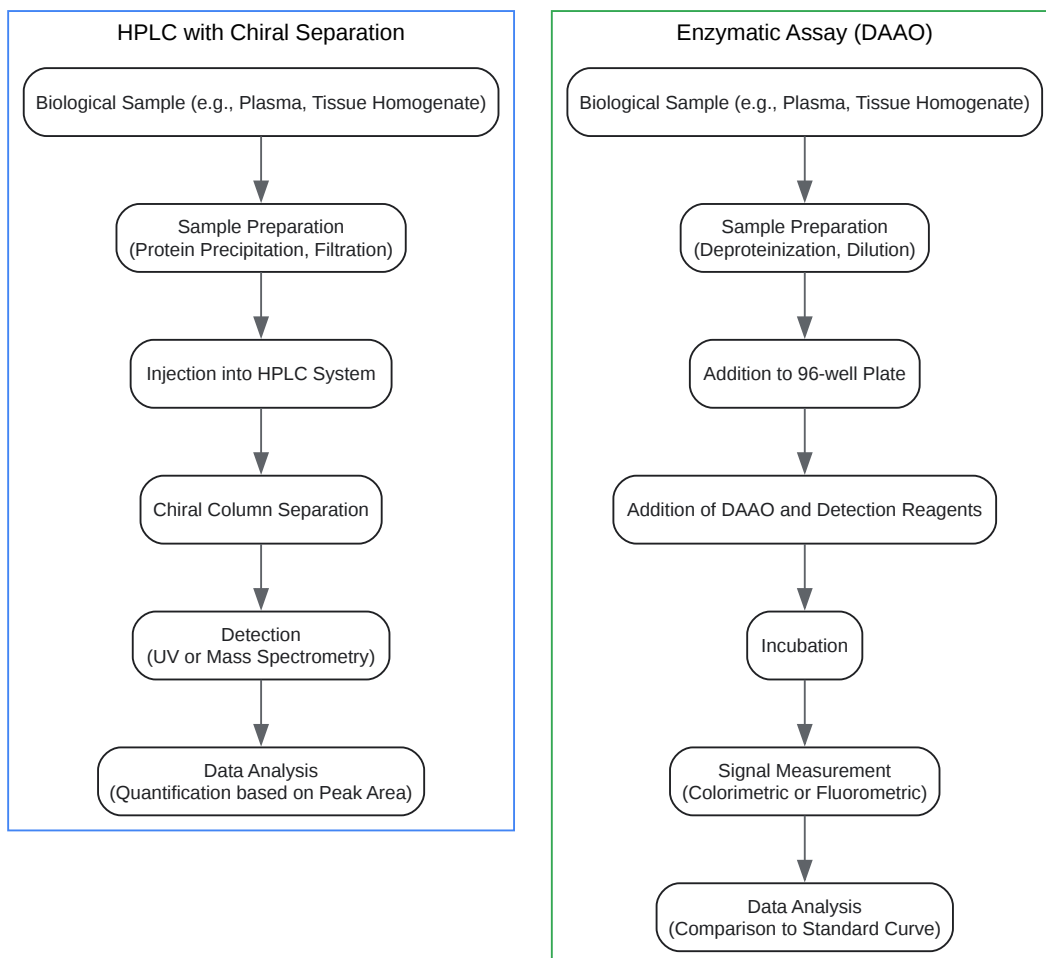 HPLC with Chiral Separation
Biological Sample (e.g., Plasma, Tissue Homogenate)
Sample Preparation
(Protein Precipitation, Filtration)
Injection into HPLC System
Chiral Column Separation
Detection
(UV or Mass Spectrometry)
Data Analysis
(Quantification based on Peak Area)
Enzymatic Assay (DAAO)
Biological Sample (e.g., Plasma, Tissue Homogenate)
Sample Preparation
(Deproteinization, Dilution)
Addition to 96-well Plate
Addition of DAAO and Detection Reagents
Incubation
Signal Measurement
(Colorimetric or Fluorometric)
Data Analysis
(Comparison to Standard Curve)